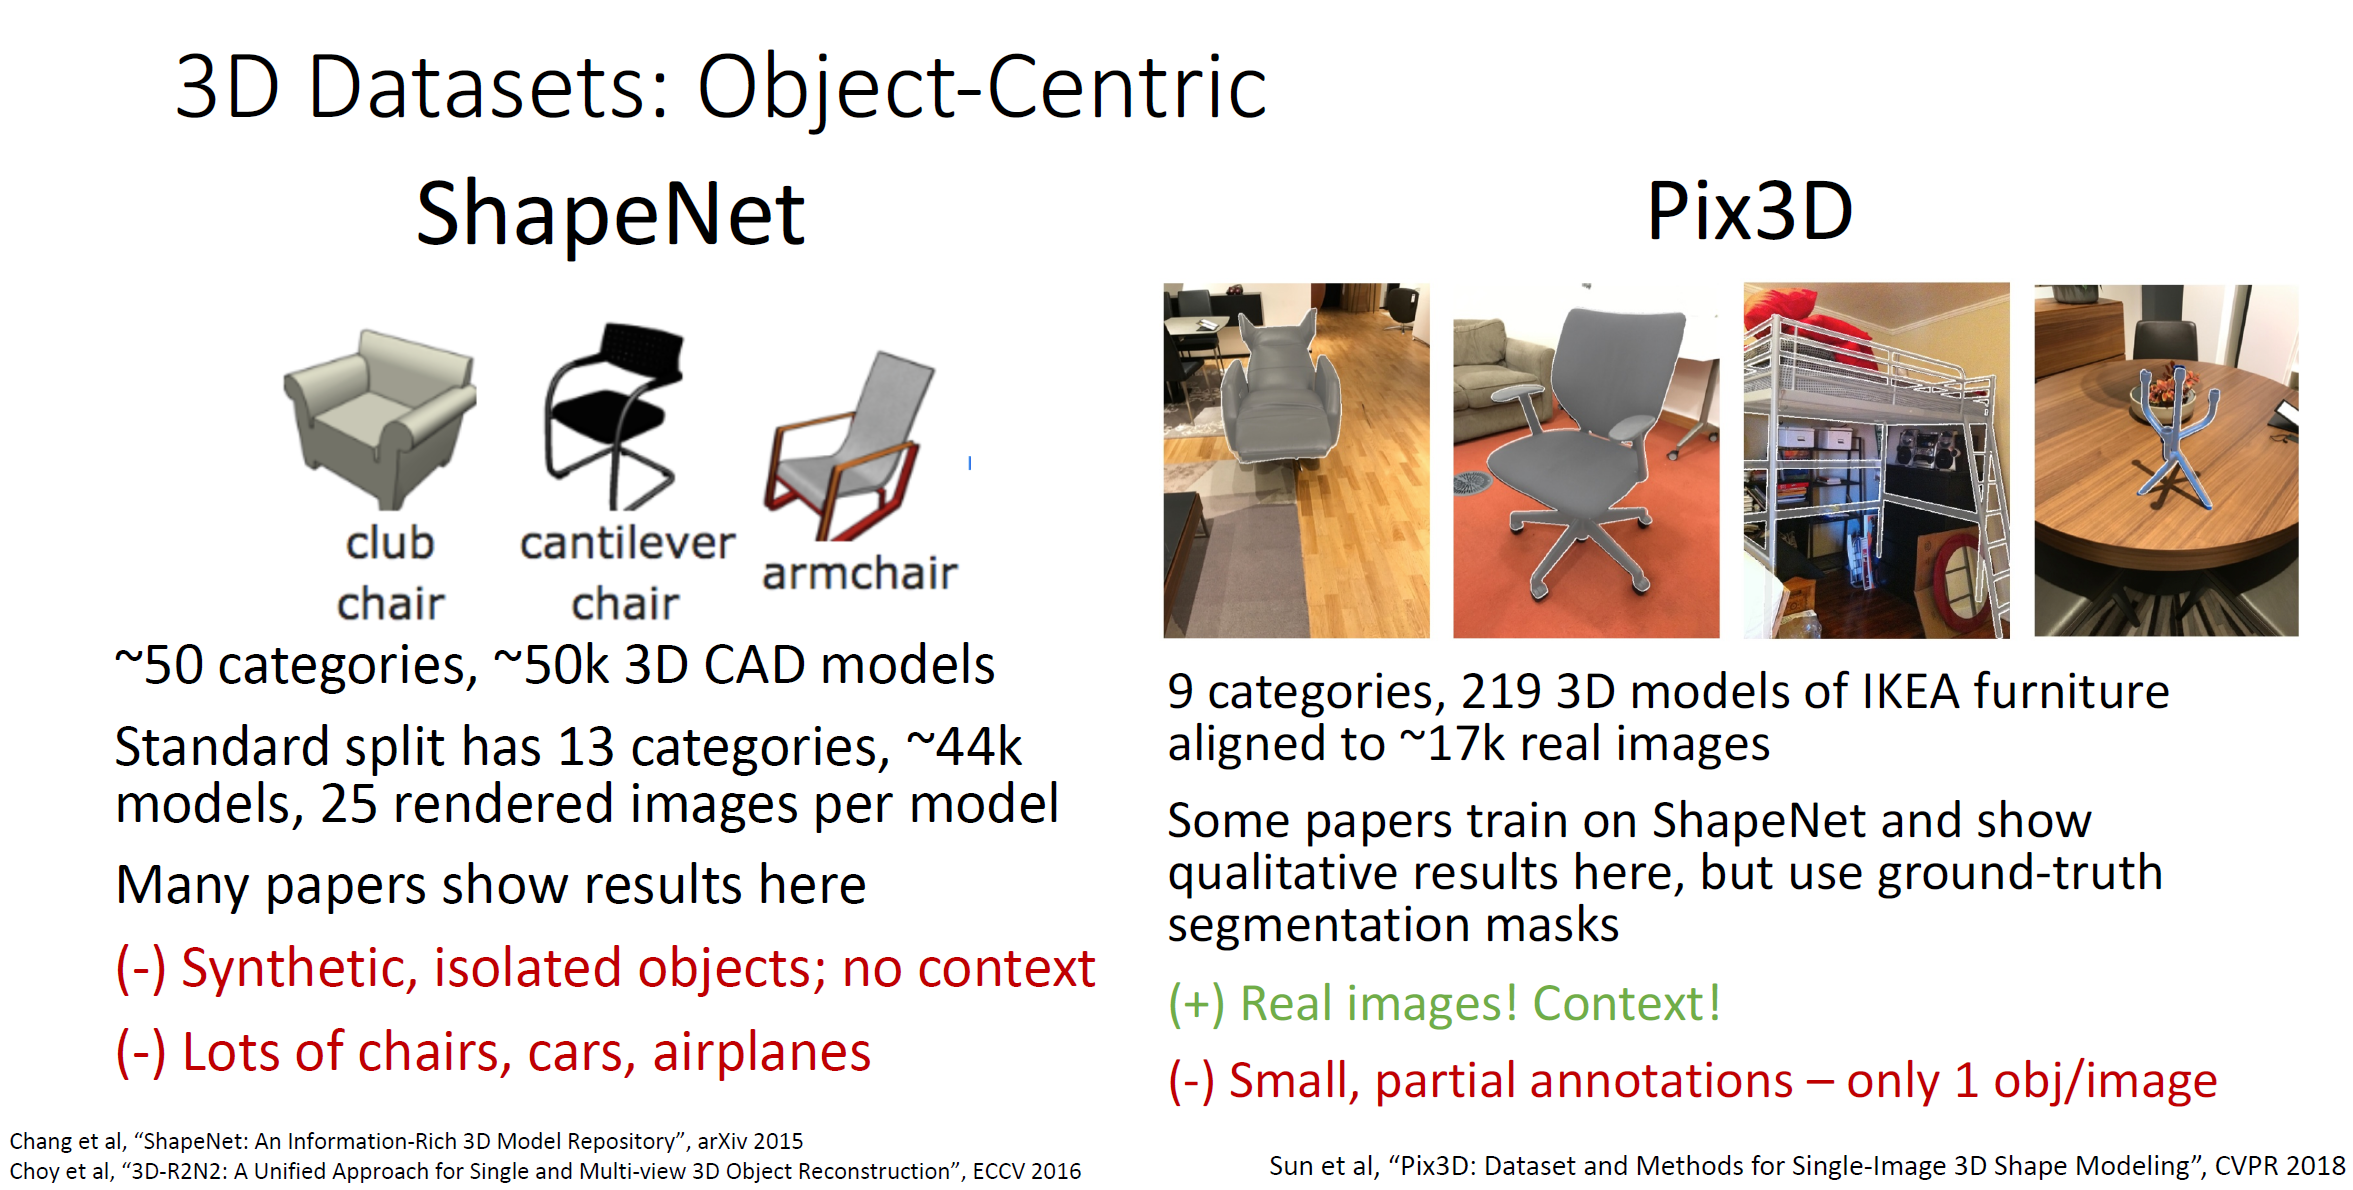 3D Datasets: Object-Centric
ShapeNet
club
chair
cantilever
chair
armchair
~50 categories, ~50k 3D CAD models
Standard split has 13 categories, ~44k
models, 25 rendered images per model
Many papers show results here
(-) Synthetic, isolated objects; no context
(-) Lots of chairs, cars, airplanes
Chang et al, “ShapeNet: An Information-Rich 3D Model Repository”, arXiv 2015
Choy et al, “3D-R2N2: A Unified Approach for Single and Multi-view 3D Object Reconstruction”, ECCV 2016
Pix3D
9 categories, 219 3D models of IKEA furniture
aligned to ~17k real images
Some papers train on ShapeNet and show
qualitative results here, but use ground-truth
segmentation masks
(+) Real images! Context!
(-) Small, partial annotations – only 1 obj/image
Sun et al, “Pix3D: Dataset and Methods for Single-Image 3D Shape Modeling”, CVPR 2018